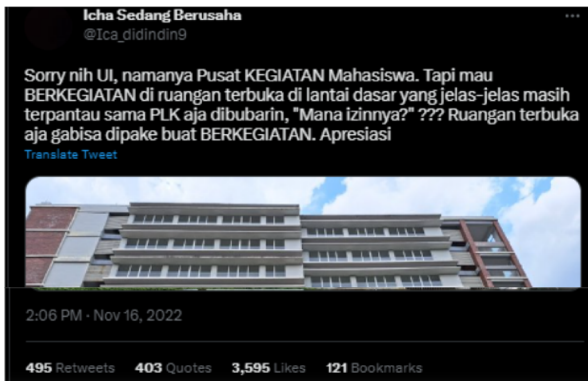 Icha Sedang Berusaha
@Ica_didindin9
Sorry nih UI, namanya Pusat KEGIATAN Mahasiswa. Tapi mau
BERKEGIATAN di ruangan terbuka di lantai dasar yang jelas-jelas masih
terpantau sama PLK aja dibubarin, "Mana izinnya?" ??? Ruangan terbuka
aja gabisa dipake buat BERKEGIATAN. Apresiasi
Translate Tweet
2:06 PM · Nov 16, 2022
495 Retweets 403 Quotes 3,595 Likes 121 Bookmarks